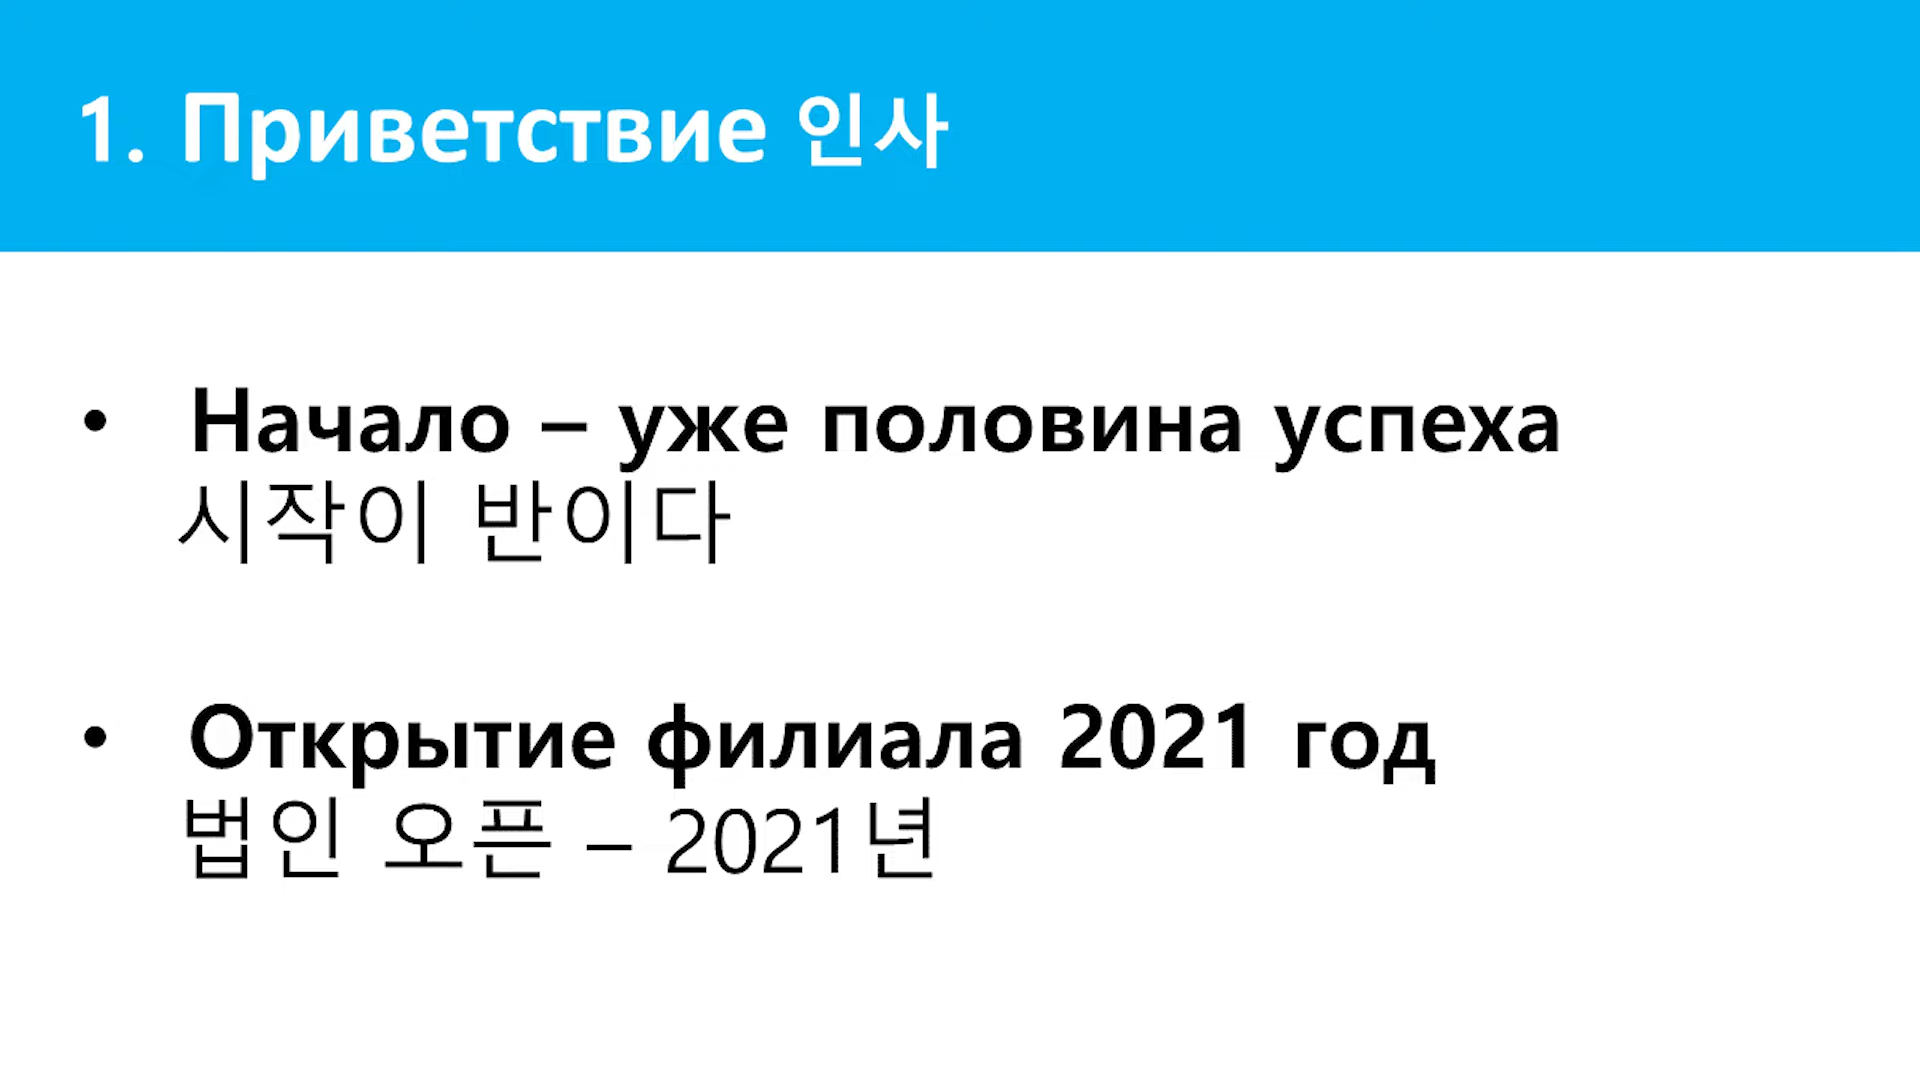 1. Приветствие 인사
• Начало – уже половина успеха
시작이 반이다
• Открытие филиала 2021 год
법인 오픈 – 2021년